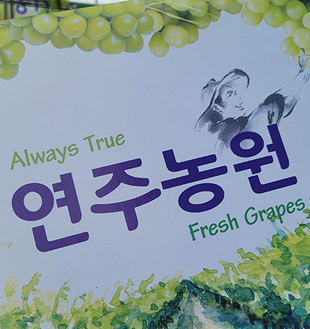 Always True
연주농원
Fresh Grapes